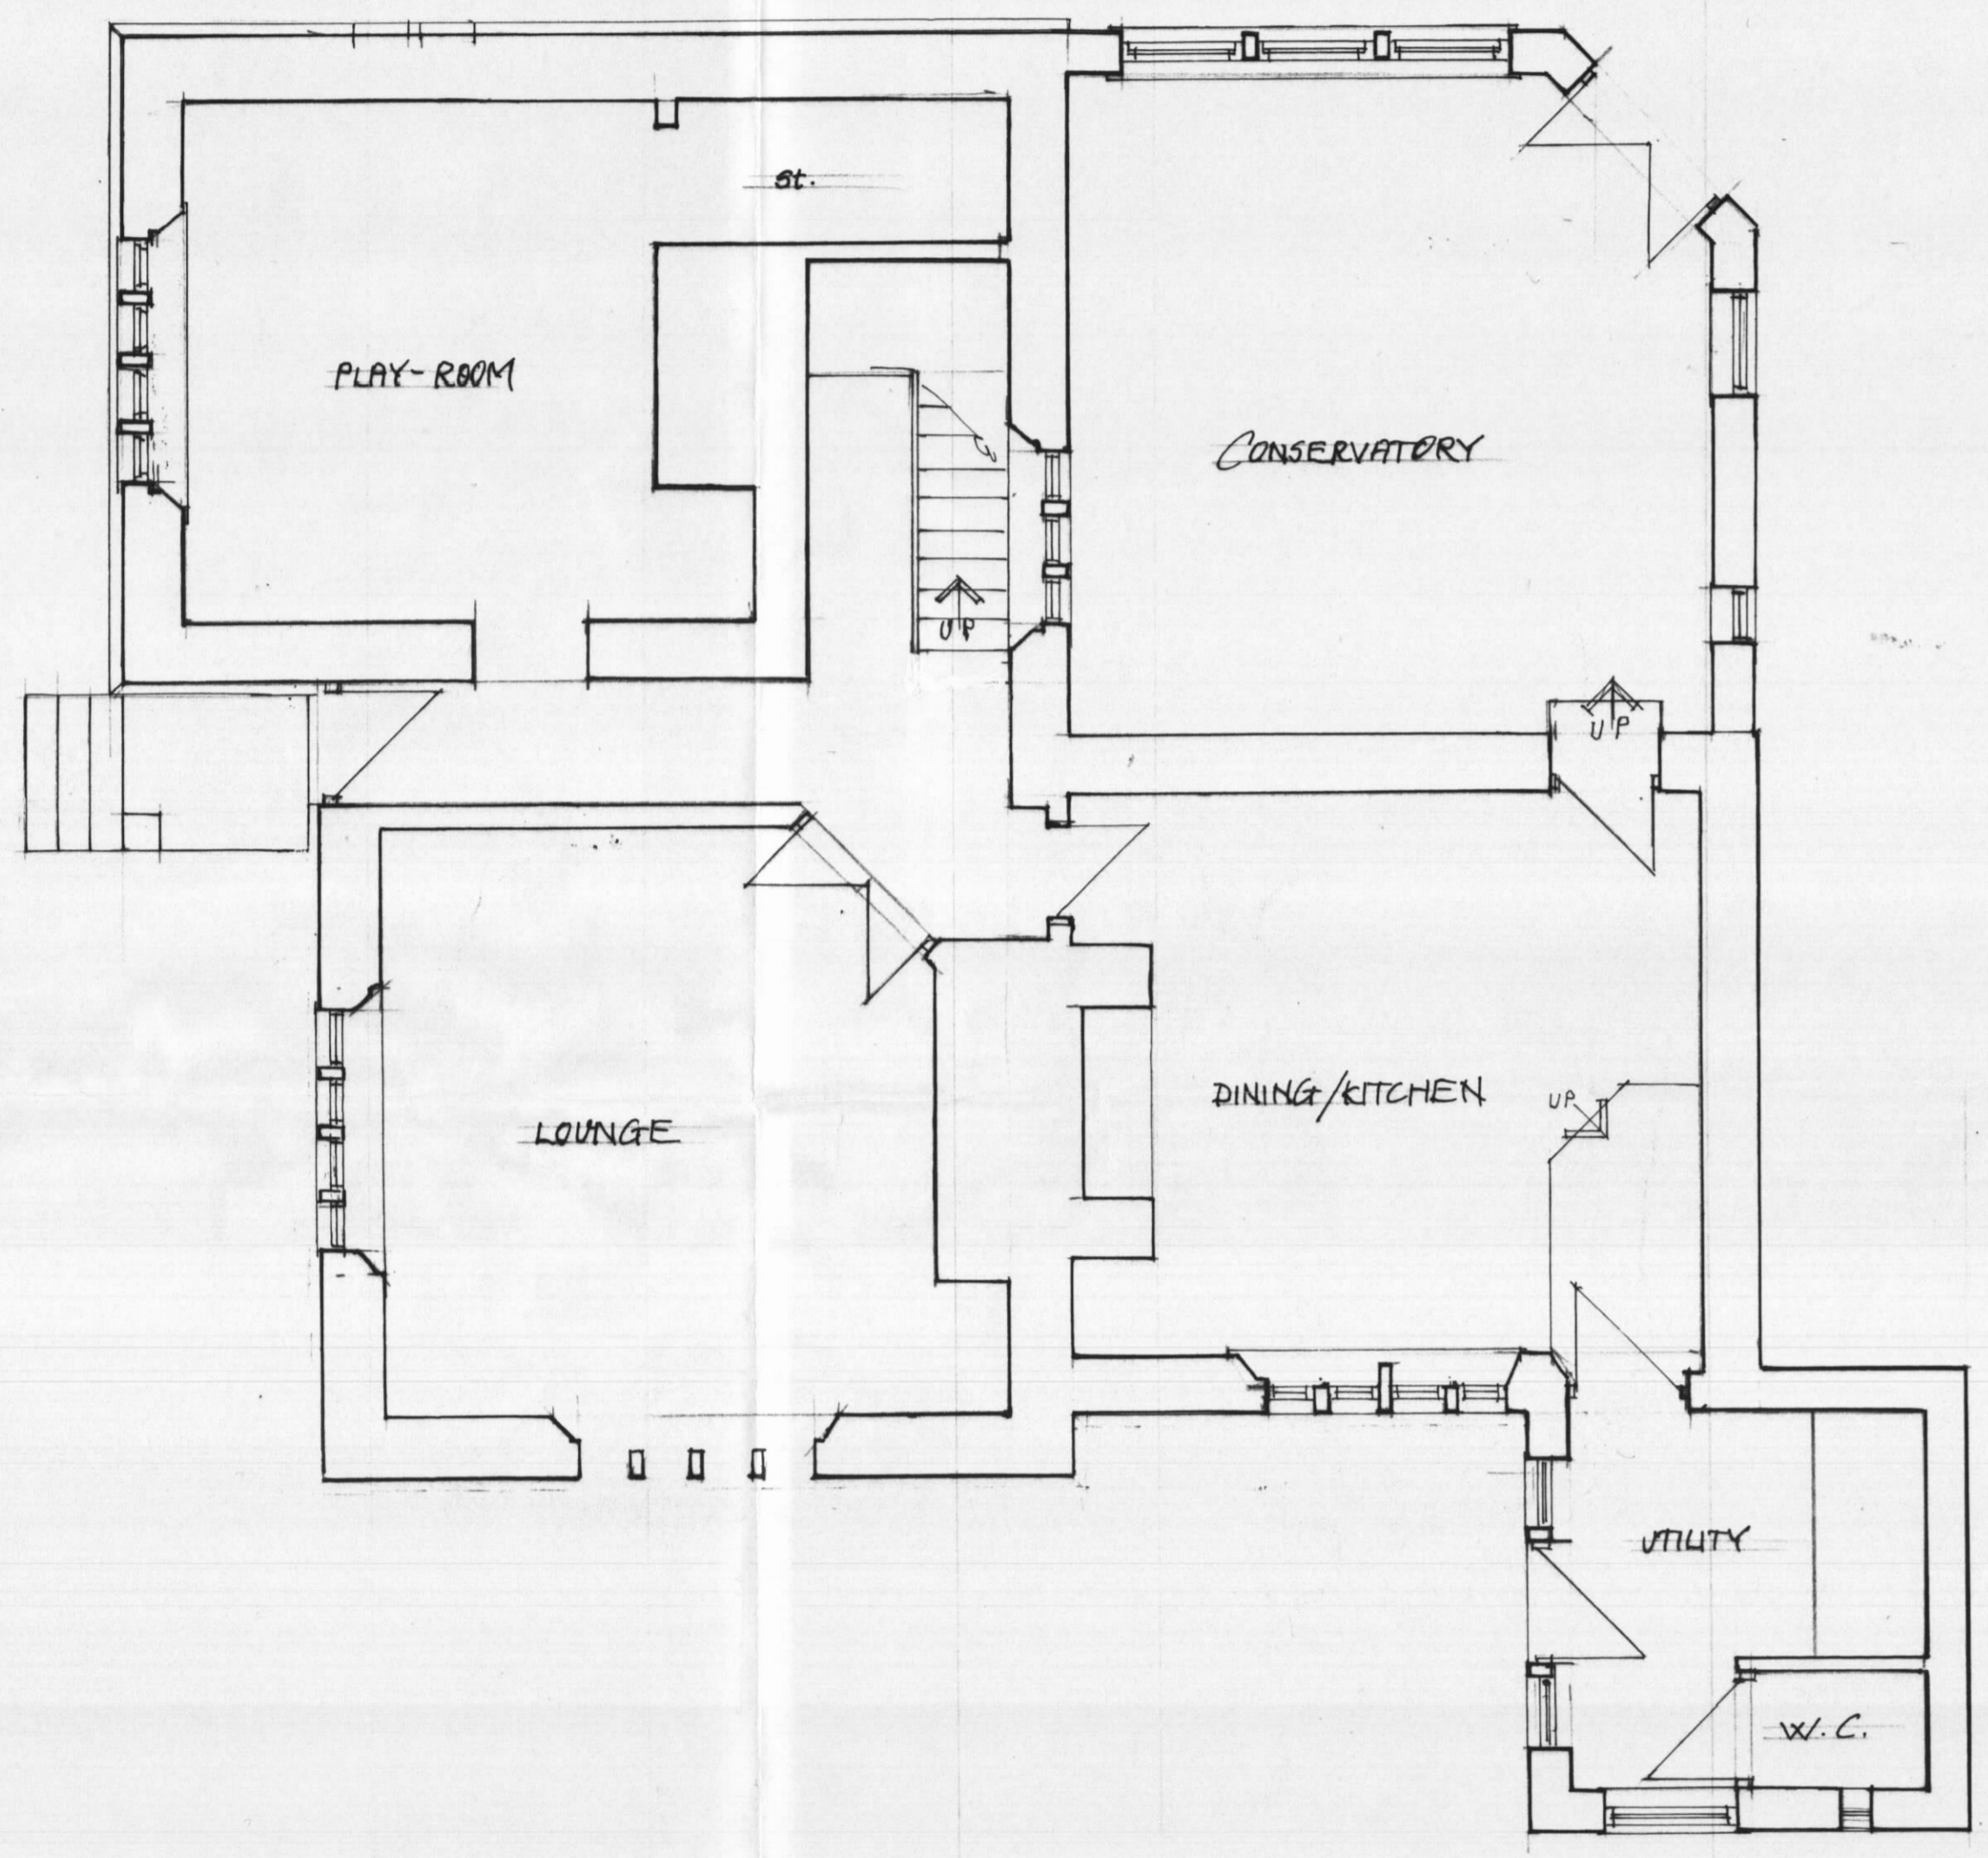 St.
PLAY-ROOM
CONSERVATORY
UP
UP
DINING/KITCHEN
UP
LOUNGE
UTILITY
W.C.